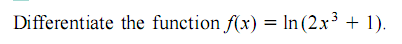 Differentiate the function f(x) = ln (2x³ + 1).